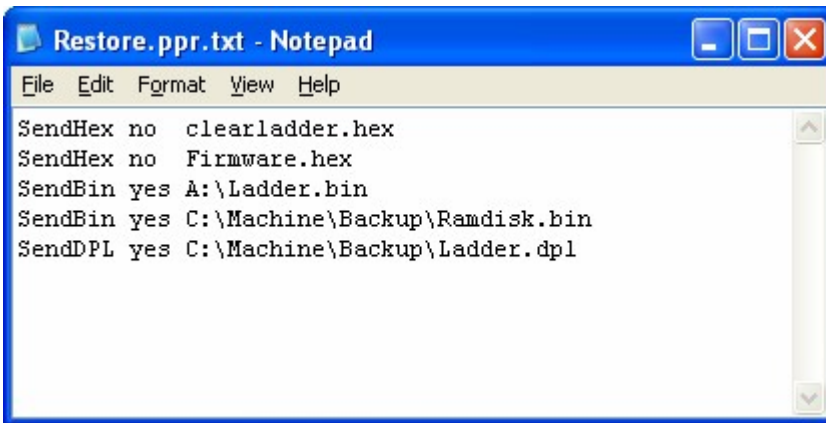 Restore.ppr.txt - Notepad
File Edit Format View Help
SendHex no  clearladder.hex
SendHex no  Firmware.hex
SendBin yes A:\Ladder.bin
SendBin yes C:\Machine\Backup\Ramdisk.bin
SendDPL yes C:\Machine\Backup\Ladder.dpl